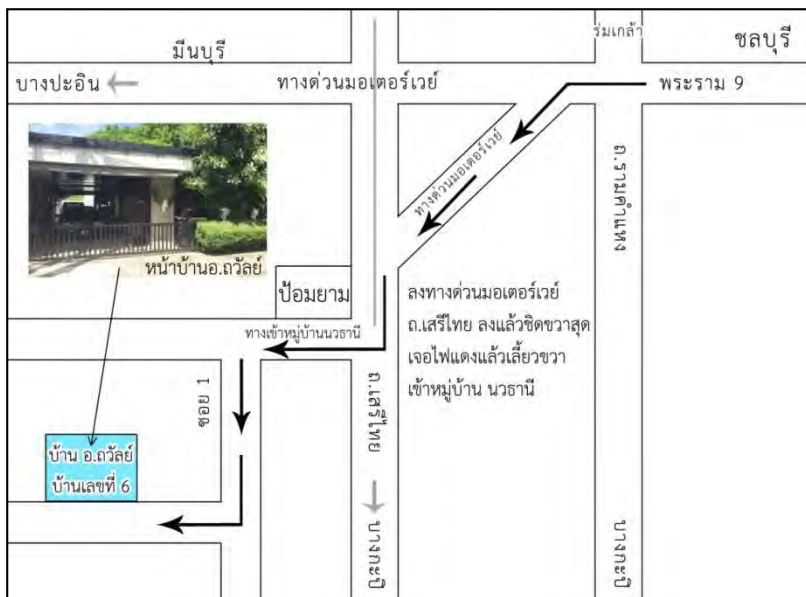 มีนบุรี
ร่มเกล้า
ชลบุรี
บางปะอิน
ทางด่วนมอเตอร์เวย์
พระราม 9
ทางด่วนมอเตอร์เวย์
ถ.รามคำแหง
หน้าบ้านอ.ถวัลย์
ป้อมยาม
ลงทางด่วนมอเตอร์เวย์
ถ.เสรีไทย ลงแล้วชิดขวาสุด
เจอไฟแดงแล้วเลี้ยวขวา
เข้าหมู่บ้าน นวธานี
ทางเข้าหมู่บ้านนวธานี
ซอย 1
ถ.เสรีไทย
บ้าน อ.ถวัลย์
บ้านเลขที่ 6
บางกะปิ
บางกะปิ